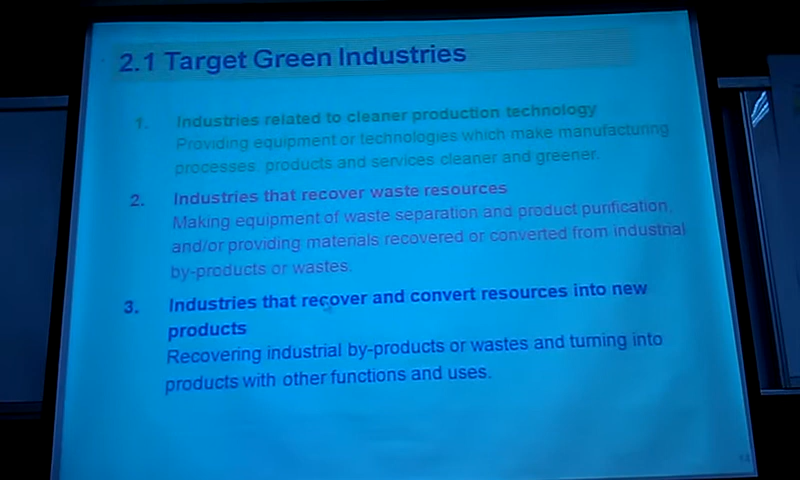 2.1 Target Green Industries
1. Industries related to cleaner production technology
Providing equipment or technologies which make manufacturing
processes, products and services cleaner and greener.
2. Industries that recover waste resources
Making equipment of waste separation and product purification,
and/or providing materials recovered or converted from industrial
by-products or wastes.
3. Industries that recover and convert resources into new
products
Recovering industrial by-products or wastes and turning into
products with other functions and uses.